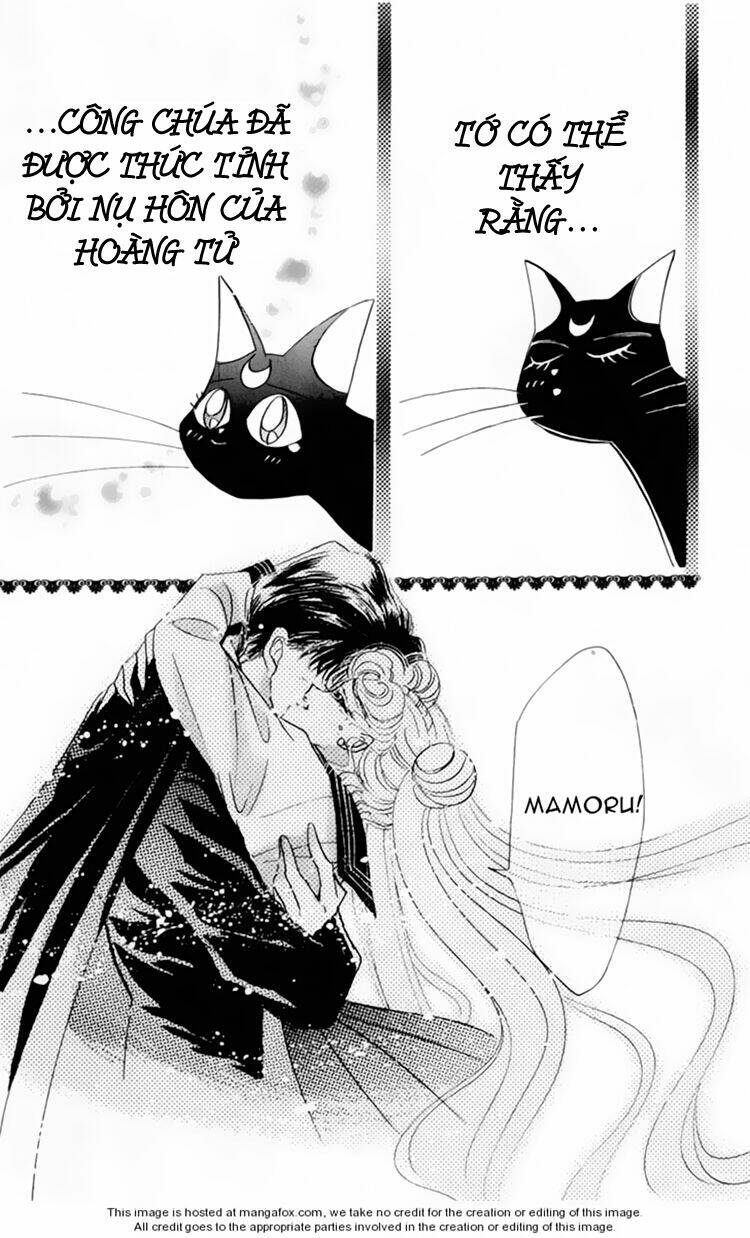 TỚ CÓ THỂ
THẤY
RẰNG...
...CÔNG CHÚA ĐÃ
ĐƯỢC THỨC TỈNH
BỞI NỤ HÔN CỦA
HOÀNG TỬ
MAMORU!
This image is hosted at mangafox.com, we take no credit for the creation or editing of this image.
All credit goes to the appropriate parties involved in the creation or editing of this image.